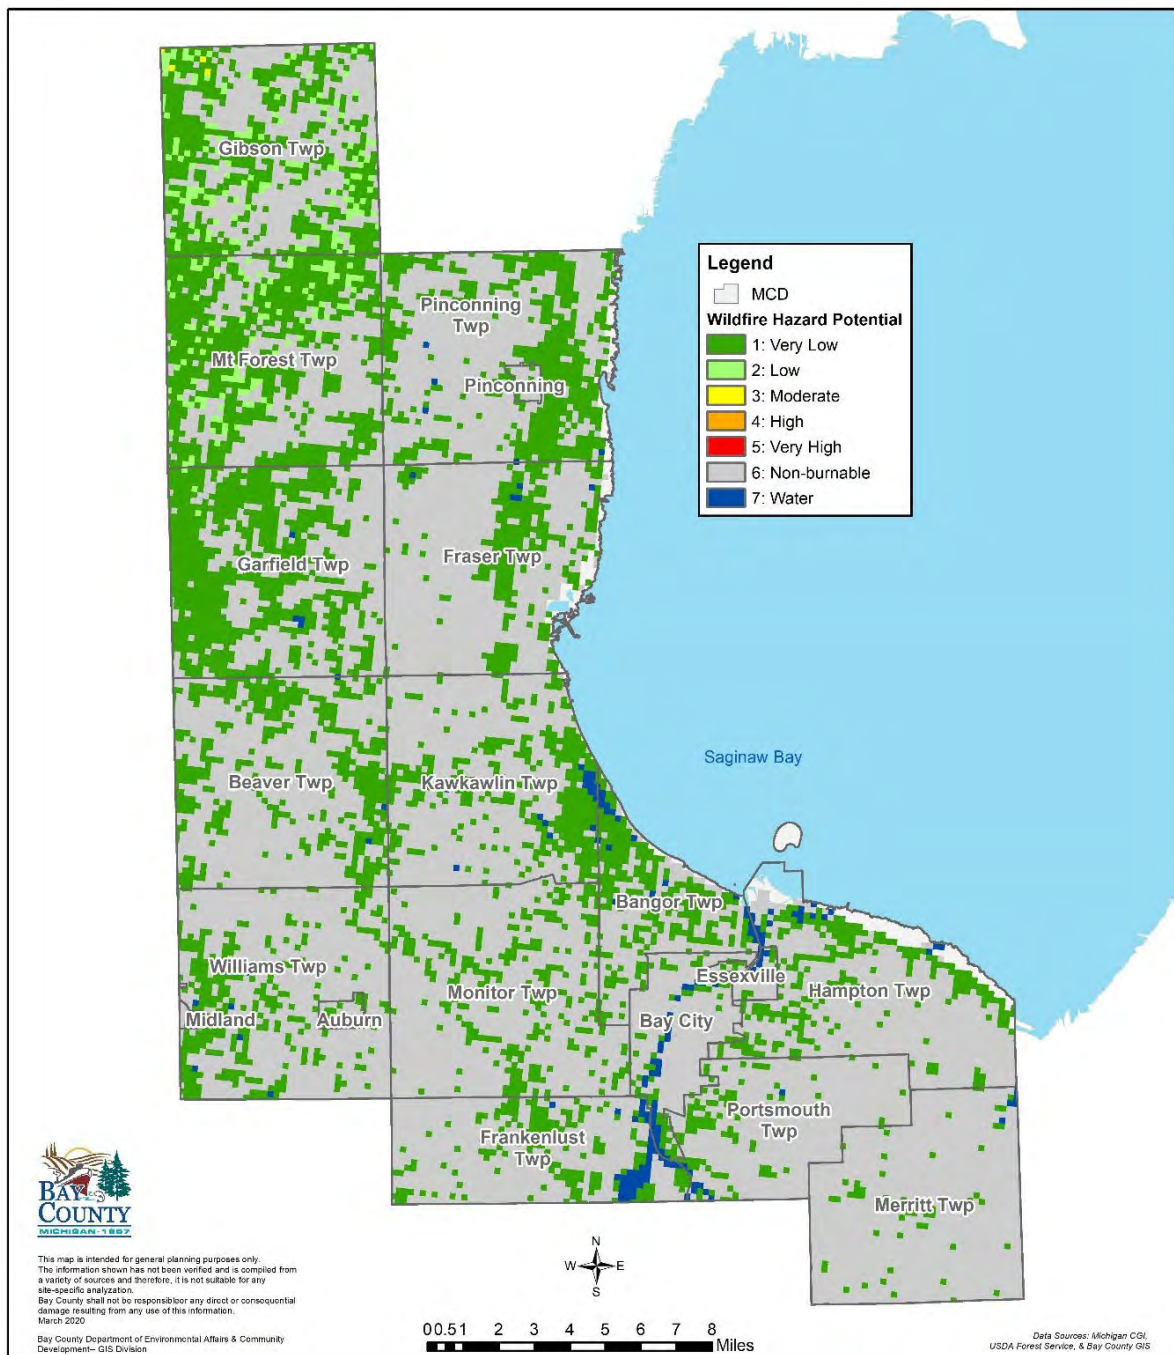 Gibson Twp
Legend
MCD
Wildfire Hazard Potential
1: Very Low
2: Low
3: Moderate
4: High
5: Very High
6: Non-burnable
7: Water
Pinconning
Twp
Mt Forest Twp
Pinconning
Garfield Twp
Fraser Twp
Saginaw Bay
Beaver Twp
Kawkawlin Twp
Bangor Twp
Williams Twp
Essexville
Monitor Twp
Hampton Twp
Midland
Auburn
Bay City
Portsmouth
Twp
Frankenlust
Twp
Merritt Twp
BAY
COUNTY
MICHIGAN-1857
This map is intended for general planning purposes only.
The information shown has not been verified and is compiled from
a variety of sources and therefore, it is not suitable for any
site-specific analyzation.
Bay County shall not be responsibleor any direct or consequential
damage resulting from any use of this information.
March 2020
Bay County Department of Environmental Affairs & Community
Development-- GIS Division
N
W E
S
0 0.5 1 2 3 4 5 6 7 8
Miles
Data Sources: Michigan CGI,
USDA Forest Service, & Bay County GIS